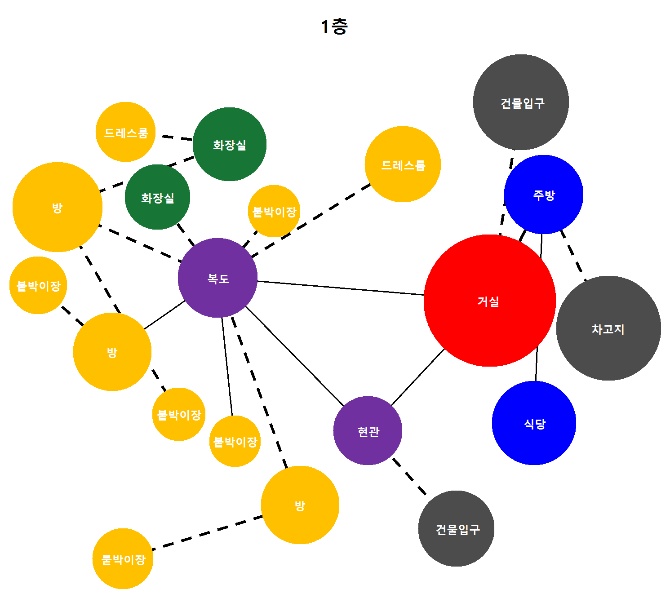 1층
건물입구
드레스룽
화장실
드레스룸
방
화장실
주방
붙박이장
복도
붙박이장
거실
차고지
방
붙박이장
붙박이장
식당
현관
방
건물입구
붙박이장